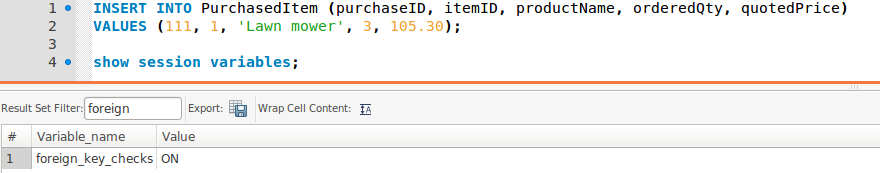 1 INSERT INTO PurchasedItem (purchaseID, itemID, productName, orderedQty, quotedPrice)
2 VALUES (111, 1, 'Lawn mower', 3, 105.30);
3
4 show session variables;
Result Set Filter: foreign Export: Wrap Cell Content: IA
# Variable_name Value
1 foreign_key_checks ON